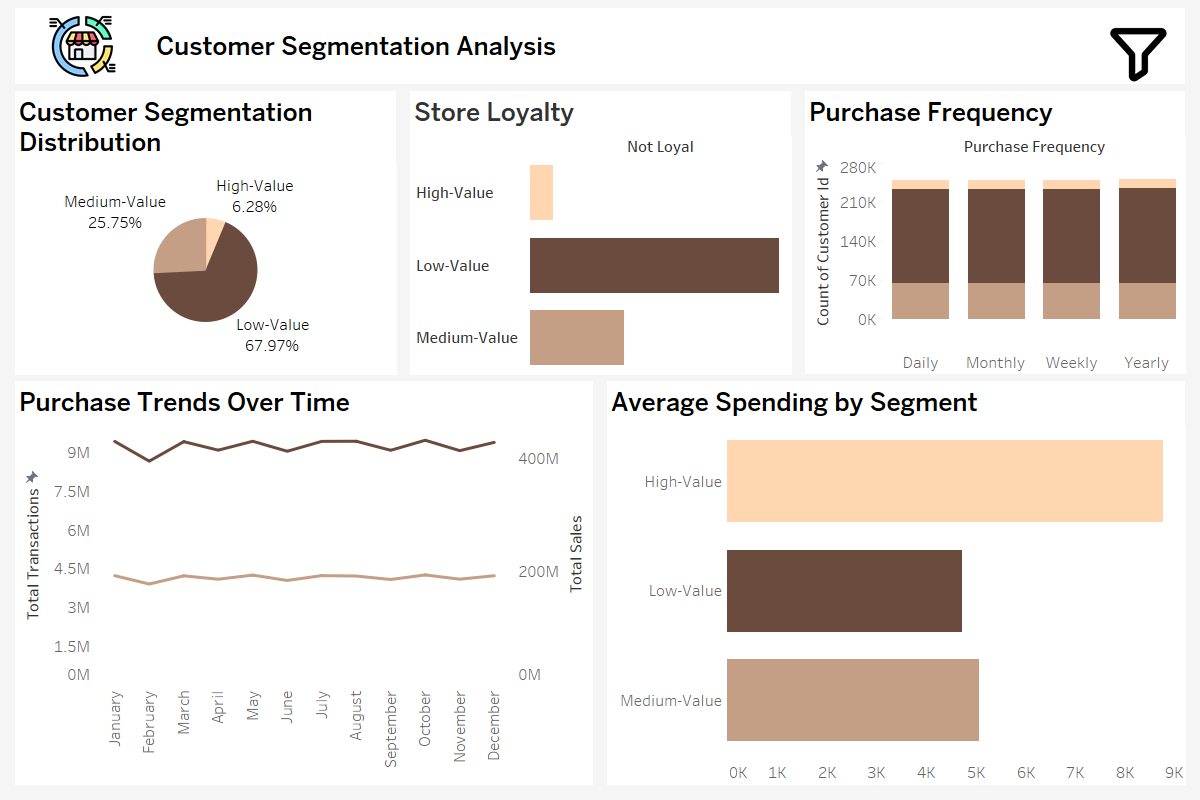 Customer Segmentation Analysis
Customer Segmentation
Distribution
High-Value
6.28%
Medium-Value
25.75%
Low-Value
67.97%
Store Loyalty
Not Loyal
High-Value
Low-Value
Medium-Value
Purchase Frequency
Purchase Frequency
Count of Customer Id
280K
210K
140K
70K
0K
Daily Monthly Weekly Yearly
Purchase Trends Over Time
Total Transactions
9M
7.5M
6M
4.5M
3M
1.5M
0M
400M
200M
0M
Total Sales
January
February
March
April
May
June
July
August
September
October
November
December
Average Spending by Segment
High-Value
Low-Value
Medium-Value
0K 1K 2K 3K 4K 5K 6K 7K 8K 9K